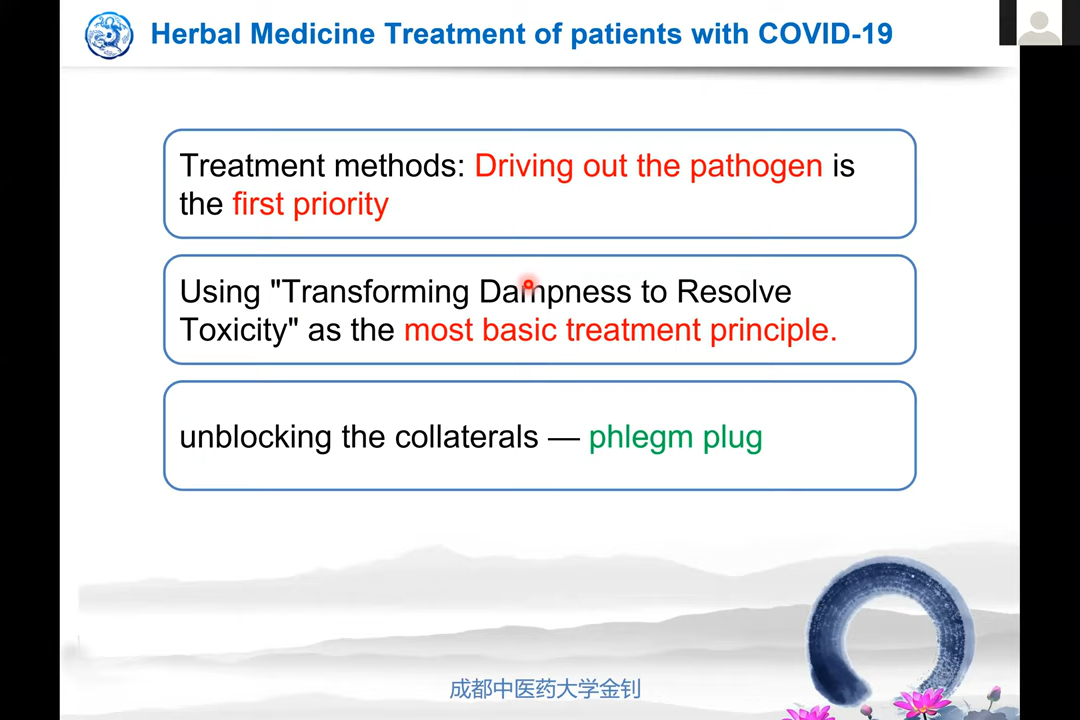 Herbal Medicine Treatment of patients with COVID-19
Treatment methods: Driving out the pathogen is
the first priority
Using "Transforming Dampness to Resolve
Toxicity" as the most basic treatment principle.
unblocking the collaterals — phlegm plug
成都中医药大学金钊